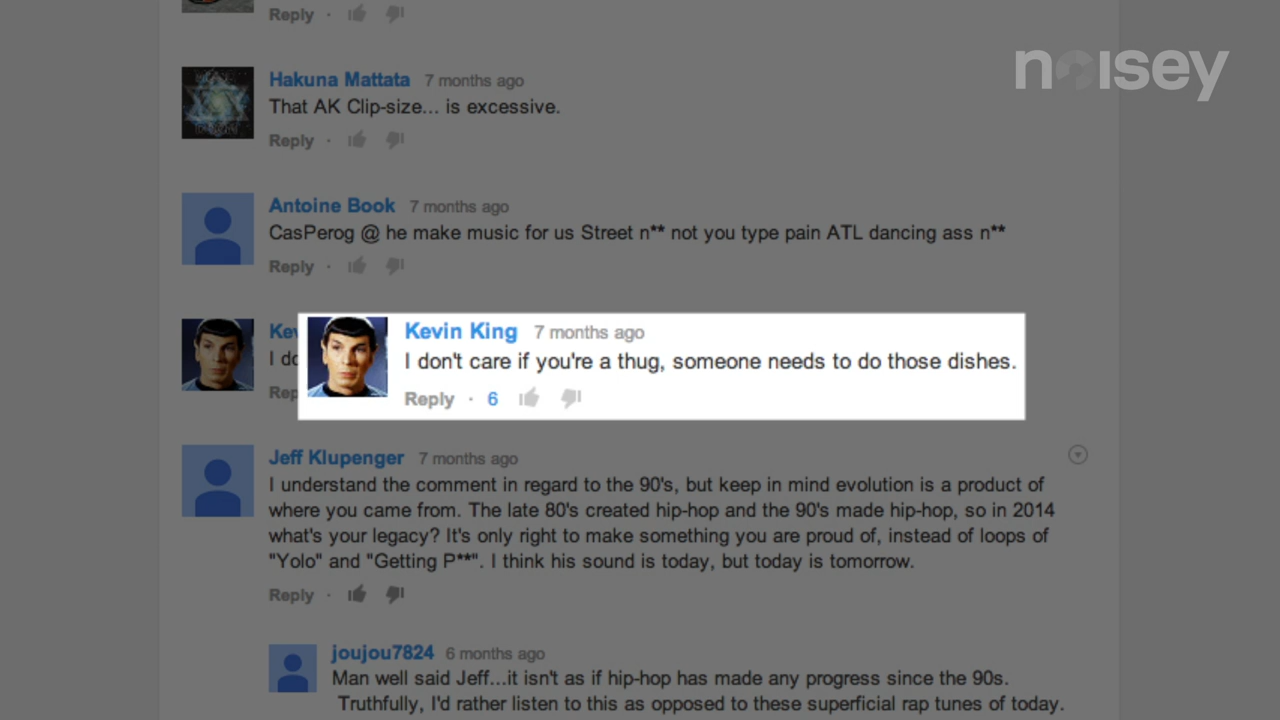 Reply ·
noisey
Hakuna Mattata 7 months ago
That AK Clip-size... is excessive.
Reply ·
Antoine Book 7 months ago
CasPerog @ he make music for us Street n** not you type pain ATL dancing ass n**
Reply ·
Kevin King 7 months ago
I don't care if you're a thug, someone needs to do those dishes.
Reply · 6
Jeff Klupenger 7 months ago
I understand the comment in regard to the 90's, but keep in mind evolution is a product of
where you came from. The late 80's created hip-hop and the 90's made hip-hop, so in 2014
what's your legacy? It's only right to make something you are proud of, instead of loops of
"Yolo" and "Getting P**". I think his sound is today, but today is tomorrow.
Reply ·
joujou7824 6 months ago
Man well said Jeff...it isn't as if hip-hop has made any progress since the 90s.
Truthfully, I'd rather listen to this as opposed to these superficial rap tunes of today.